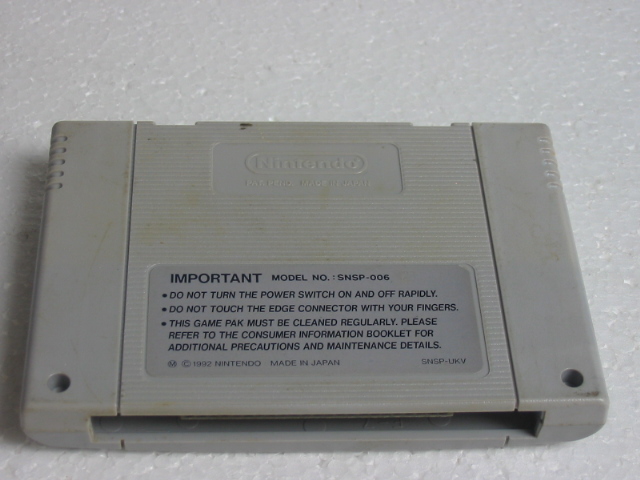 Nintendo
IMPORTANT MODEL NO.: SNSP-006
• DO NOT TURN THE POWER SWITCH ON AND OFF RAPIDLY.
• DO NOT TOUCH THE EDGE CONNECTOR WITH YOUR FINGERS.
• THIS GAME PAK MUST BE CLEANED REGULARLY. PLEASE
REFER TO THE CONSUMER INFORMATION BOOKLET FOR
ADDITIONAL PRECAUTIONS AND MAINTENANCE DETAILS.
Ⓜ ©1992 NINTENDO MADE IN JAPAN SNSP-UKV